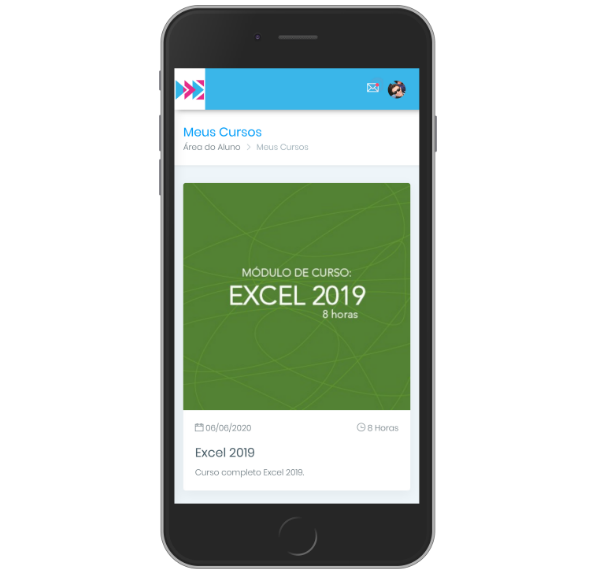 Meus Cursos
Área do Aluno > Meus Cursos
MÓDULO DE CURSO:
EXCEL 2019
8 horas
06/06/2020 8 Horas
Excel 2019
Curso completo Excel 2019.